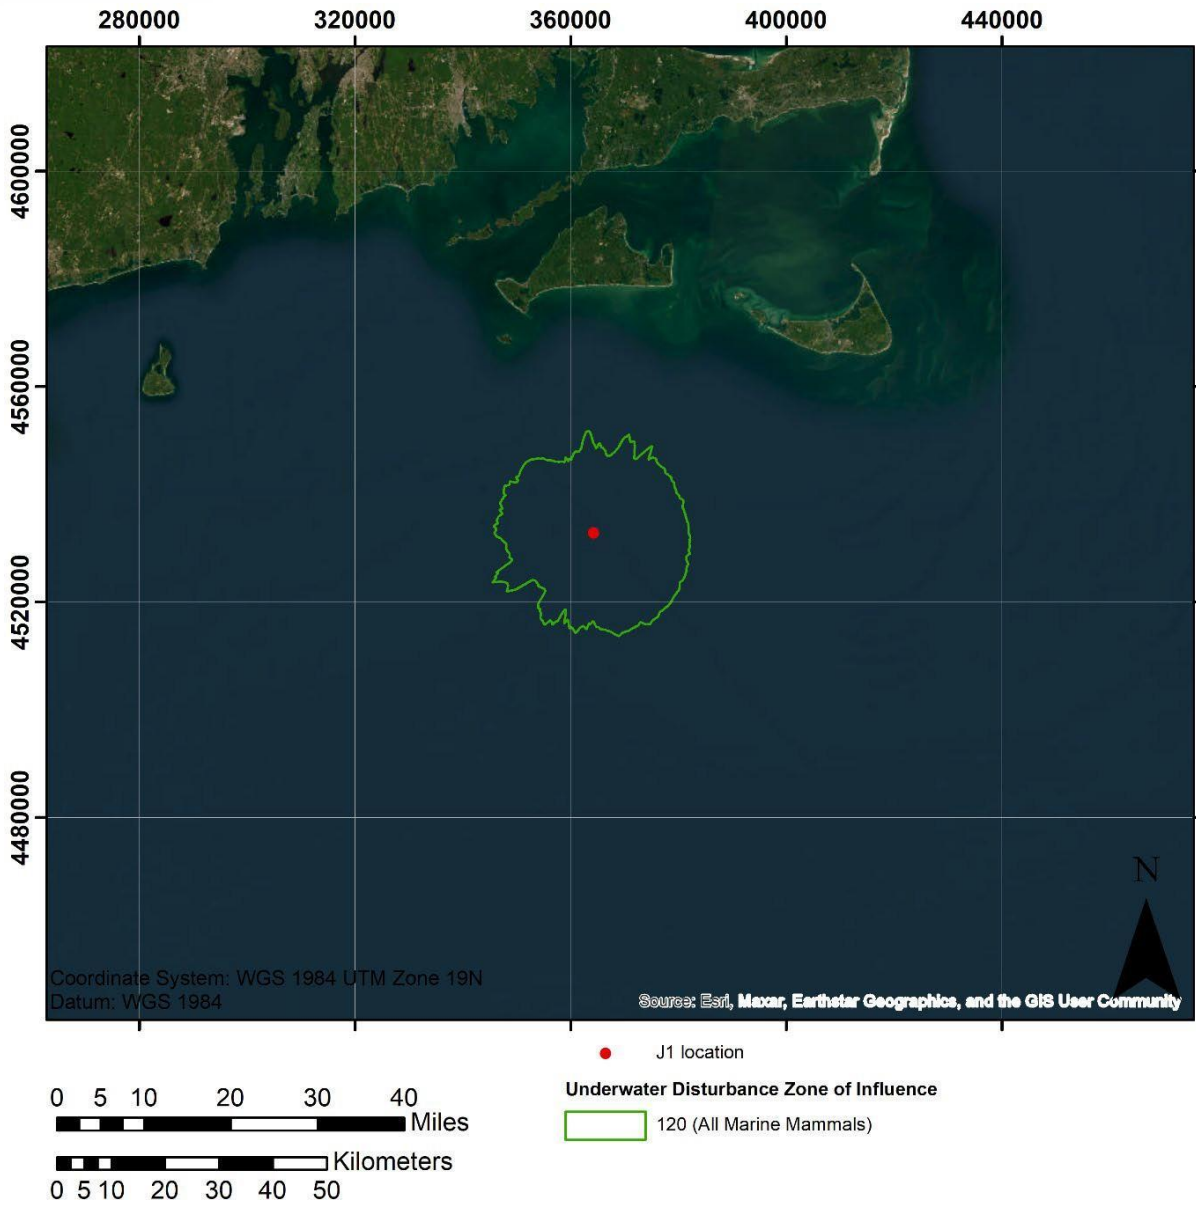 280000 320000 360000 400000 440000
4600000
4560000
4520000
4480000
N
Coordinate System: WGS 1984 UTM Zone 19N
Datum: WGS 1984
Source: Esri, Maxar, Earthstar Geographics, and the GIS User Community
J1 location
Underwater Disturbance Zone of Influence
120 (All Marine Mammals)
0 5 10 20 30 40
Miles
Kilometers
0 5 10 20 30 40 50